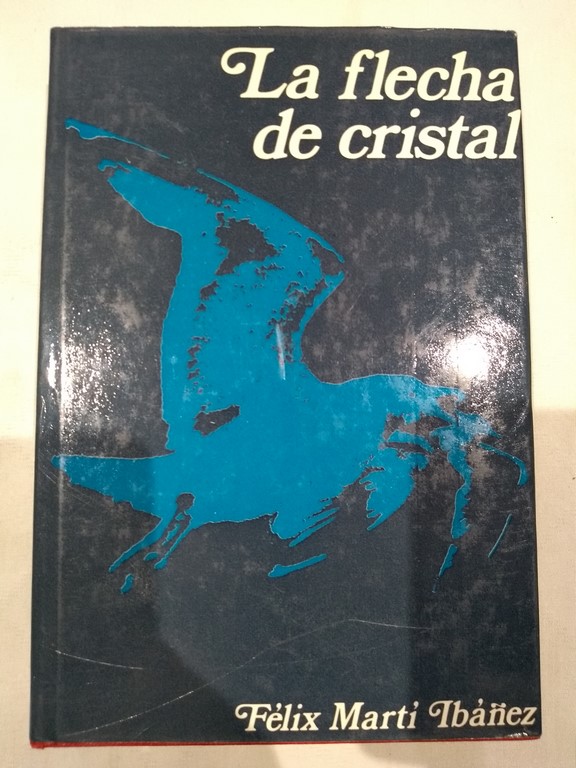 La flecha
de cristal
Félix Martí Ibáñez